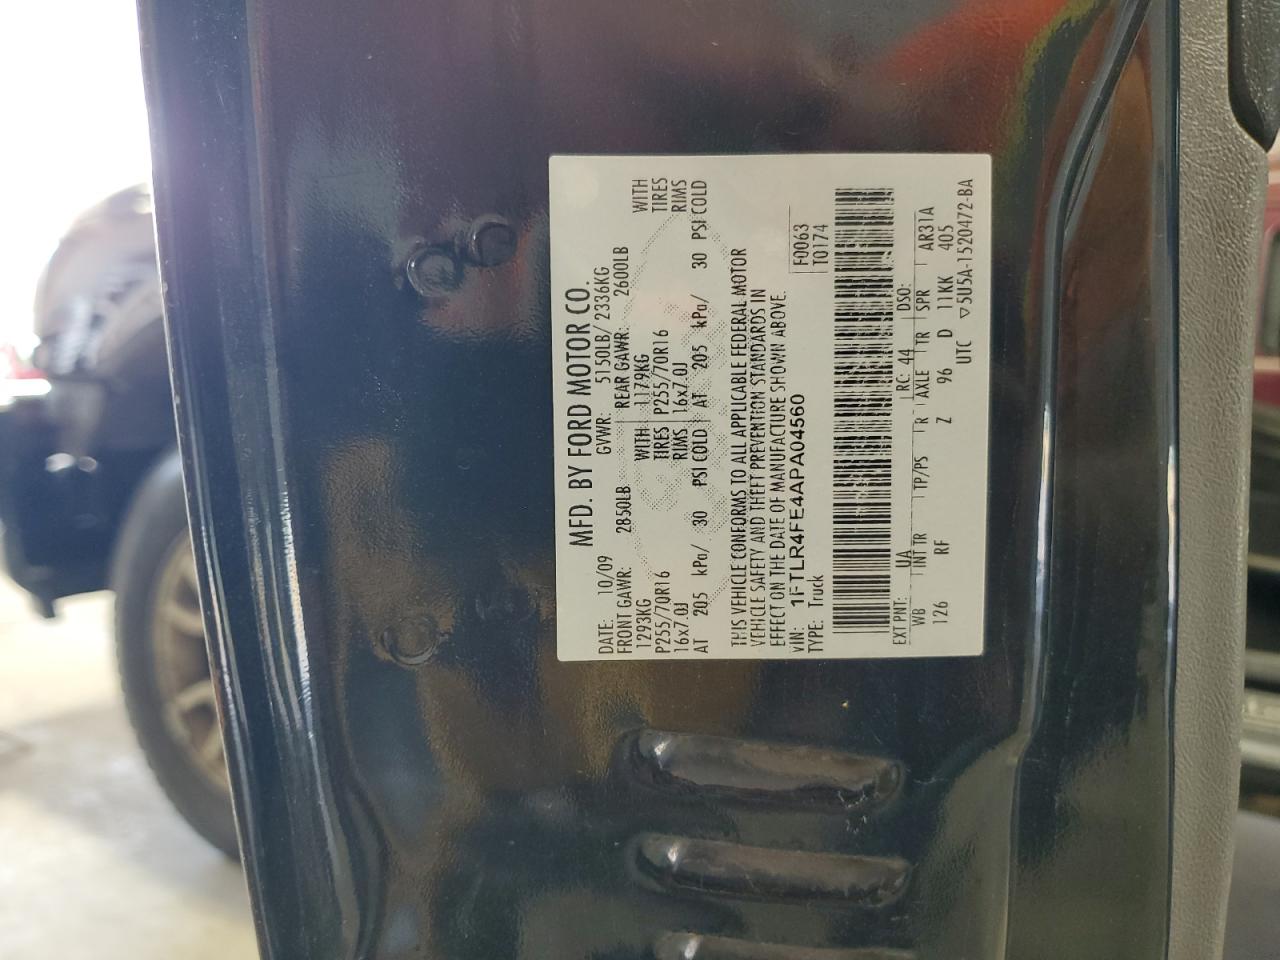 MFD. BY FORD MOTOR CO.
DATE: 10/09 GVWR: 5150LB/ 2336KG
FRONT GAWR: 2850LB REAR GAWR: 2600LB
1293KG WITH 1179KG WITH
P255/70R16 TIRES P255/70R16 TIRES
16x7.0J RIMS 16x7.0J RIMS
AT 205 kPa/ 30 PSI COLD AT 205 kPa/ 30 PSI COLD
THIS VEHICLE CONFORMS TO ALL APPLICABLE FEDERAL MOTOR
VEHICLE SAFETY AND THEFT PREVENTION STANDARDS IN
EFFECT ON THE DATE OF MANUFACTURE SHOWN ABOVE.
VIN: 1FTLR4FE4APA04560 F0063
TYPE: Truck T0174
EXT PNT: UA RC: 44 DSO:
WB INT TR TP/PS R AXLE TR SPR AR31A
126 RF Z 96 D 11KK 405
UTC ▽5U5A-1520472-BA